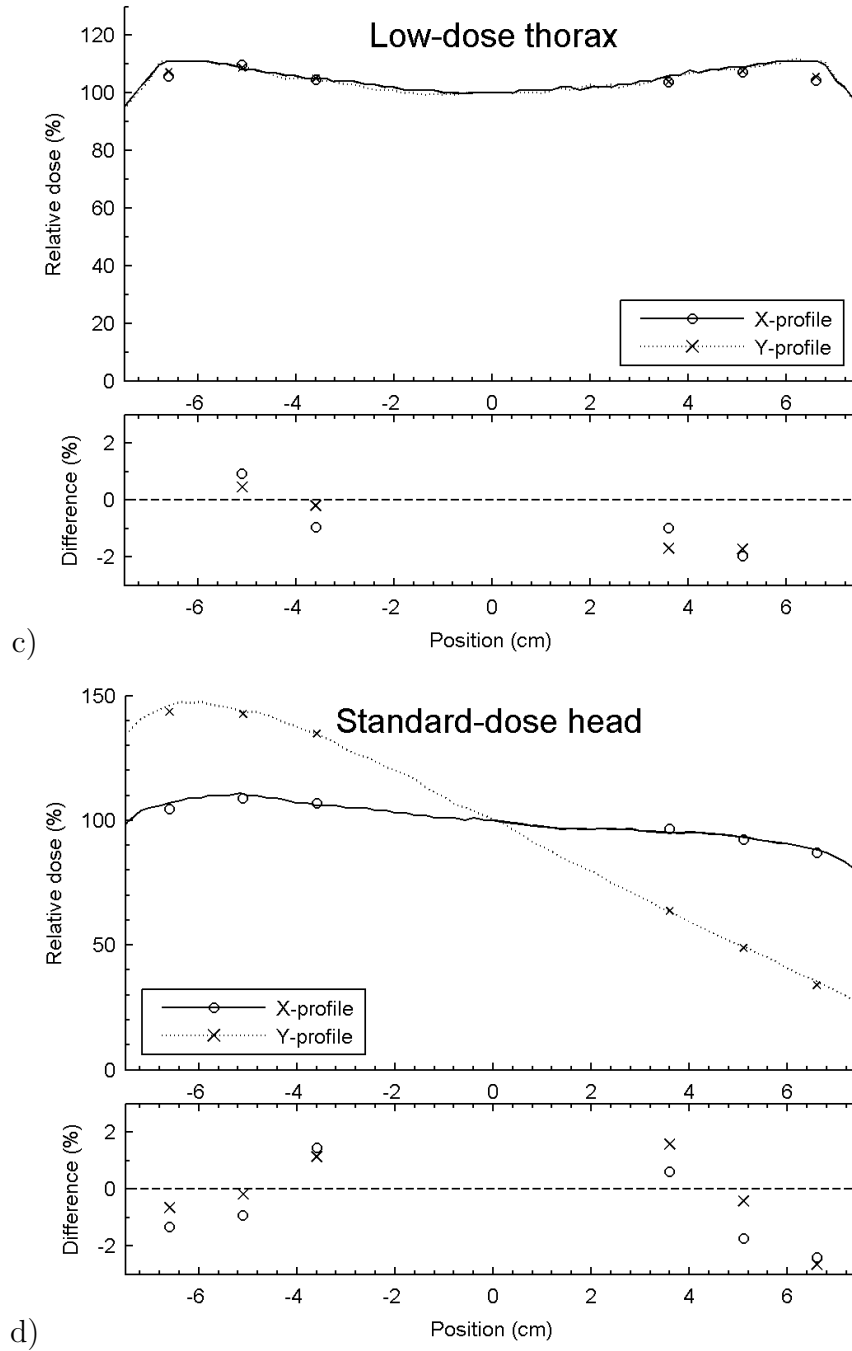 Low-dose thorax
Relative dose (%)
120
100
80
60
40
20
0
X-profile
Y-profile
-6 -4 -2 0 2 4 6
Difference (%)
2
0
-2
-6 -4 -2 0 2 4 6
Position (cm)
c)
Standard-dose head
Relative dose (%)
150
100
50
0
X-profile
Y-profile
-6 -4 -2 0 2 4 6
Difference (%)
2
0
-2
-6 -4 -2 0 2 4 6
Position (cm)
d)